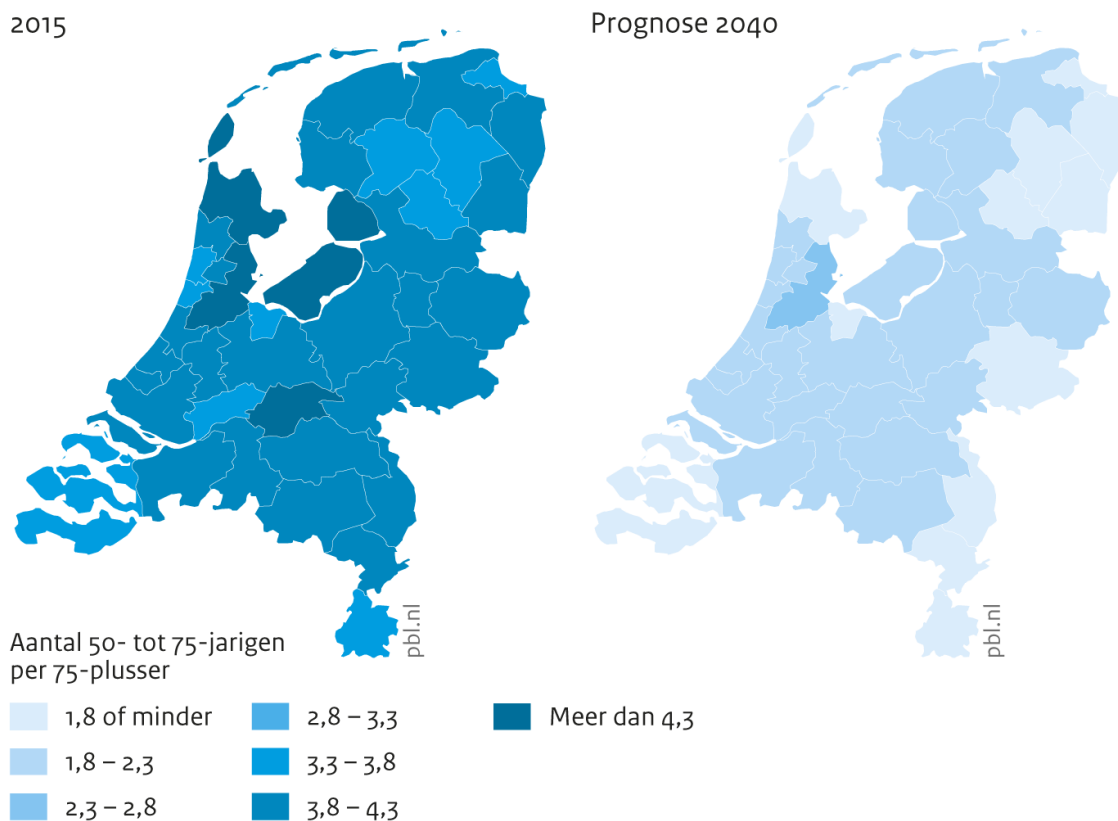 2015
Prognose 2040
pbl.nl
pbl.nl
Aantal 50- tot 75-jarigen
per 75-plusser
1,8 of minder
1,8 – 2,3
2,3 – 2,8
2,8 – 3,3
3,3 – 3,8
3,8 – 4,3
Meer dan 4,3